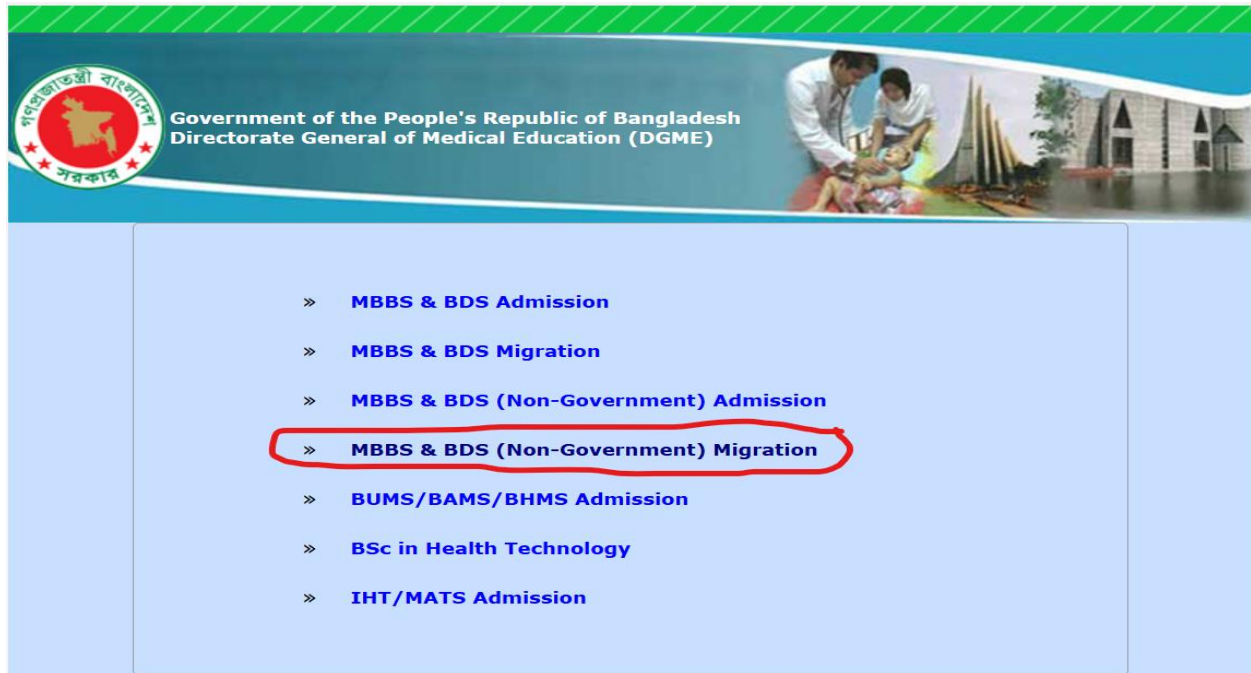 গণপ্রজাতন্ত্রী বাংলাদেশ
সরকার
Government of the People's Republic of Bangladesh
Directorate General of Medical Education (DGME)
» MBBS & BDS Admission
» MBBS & BDS Migration
» MBBS & BDS (Non-Government) Admission
» MBBS & BDS (Non-Government) Migration
» BUMS/BAMS/BHMS Admission
» BSc in Health Technology
» IHT/MATS Admission